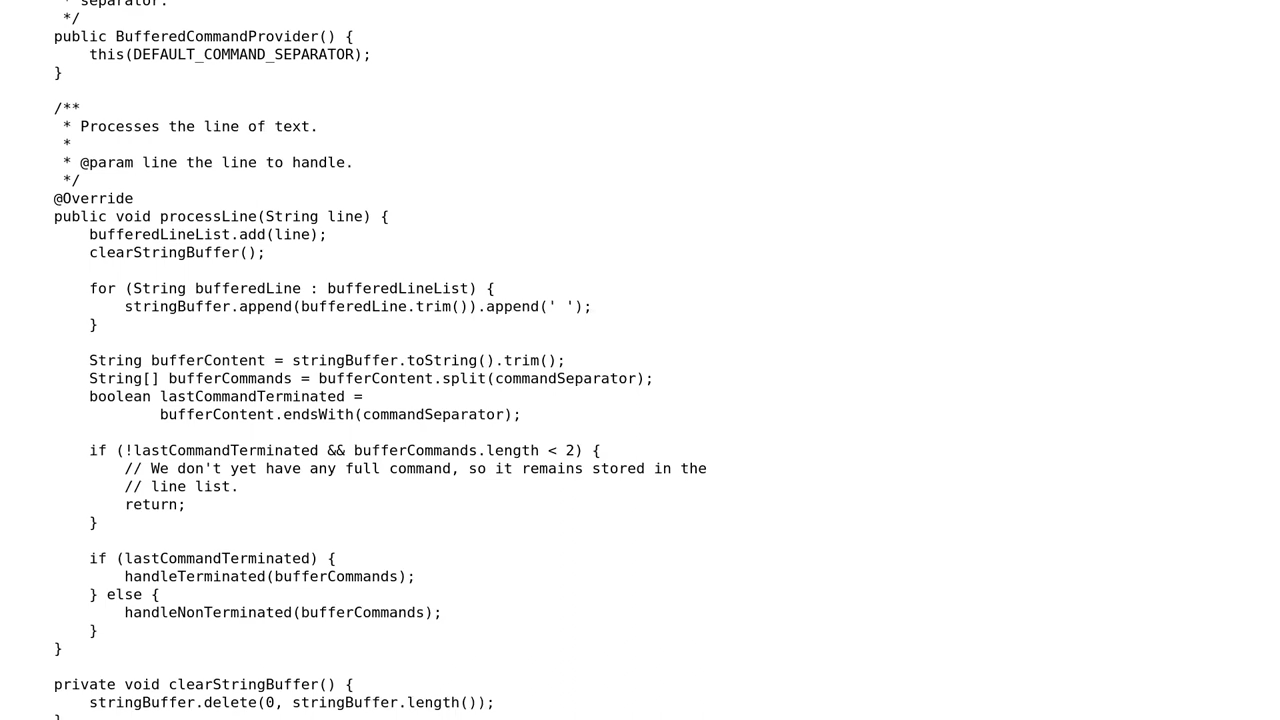 * separator.
 */
public BufferedCommandProvider() {
    this(DEFAULT_COMMAND_SEPARATOR);
}

/**
 * Processes the line of text.
 *
 * @param line the line to handle.
 */
@Override
public void processLine(String line) {
    bufferedLineList.add(line);
    clearStringBuffer();

    for (String bufferedLine : bufferedLineList) {
        stringBuffer.append(bufferedLine.trim()).append(' ');
    }

    String bufferContent = stringBuffer.toString().trim();
    String[] bufferCommands = bufferContent.split(commandSeparator);
    boolean lastCommandTerminated =
            bufferContent.endsWith(commandSeparator);

    if (!lastCommandTerminated && bufferCommands.length < 2) {
        // We don't yet have any full command, so it remains stored in the
        // line list.
        return;
    }

    if (lastCommandTerminated) {
        handleTerminated(bufferCommands);
    } else {
        handleNonTerminated(bufferCommands);
    }
}

private void clearStringBuffer() {
    stringBuffer.delete(0, stringBuffer.length());
}